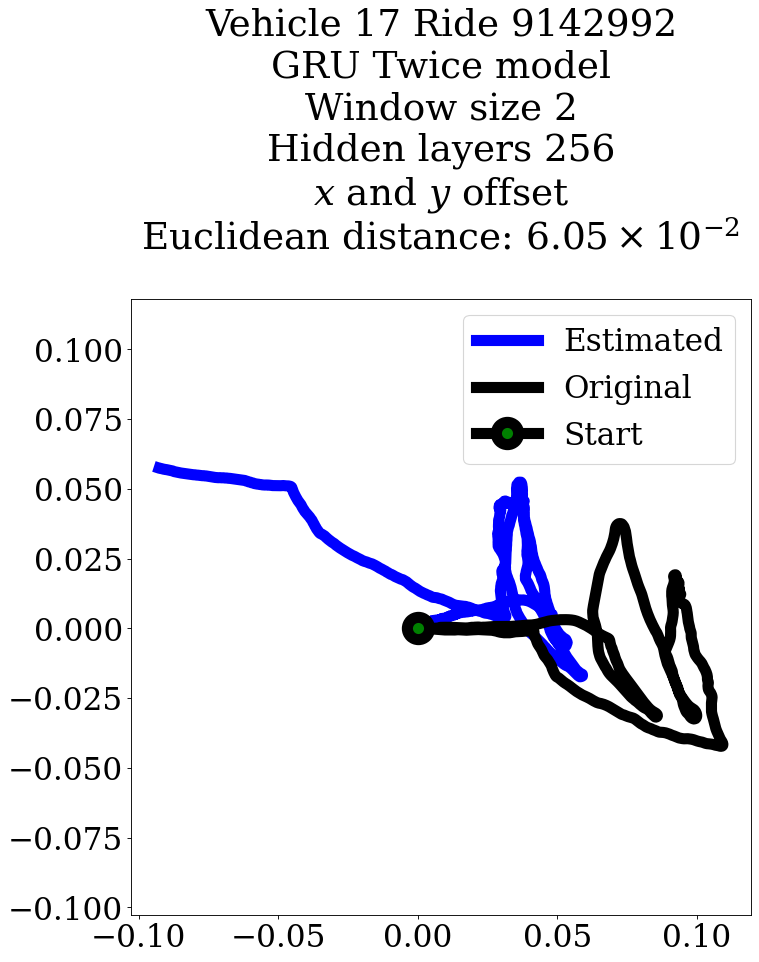 Vehicle 17 Ride 9142992
GRU Twice model
Window size 2
Hidden layers 256
x and y offset
Euclidean distance: 6.05 × 10⁻²
Estimated
Original
Start
0.100
0.075
0.050
0.025
0.000
−0.025
−0.050
−0.075
−0.100
−0.10 −0.05 0.00 0.05 0.10